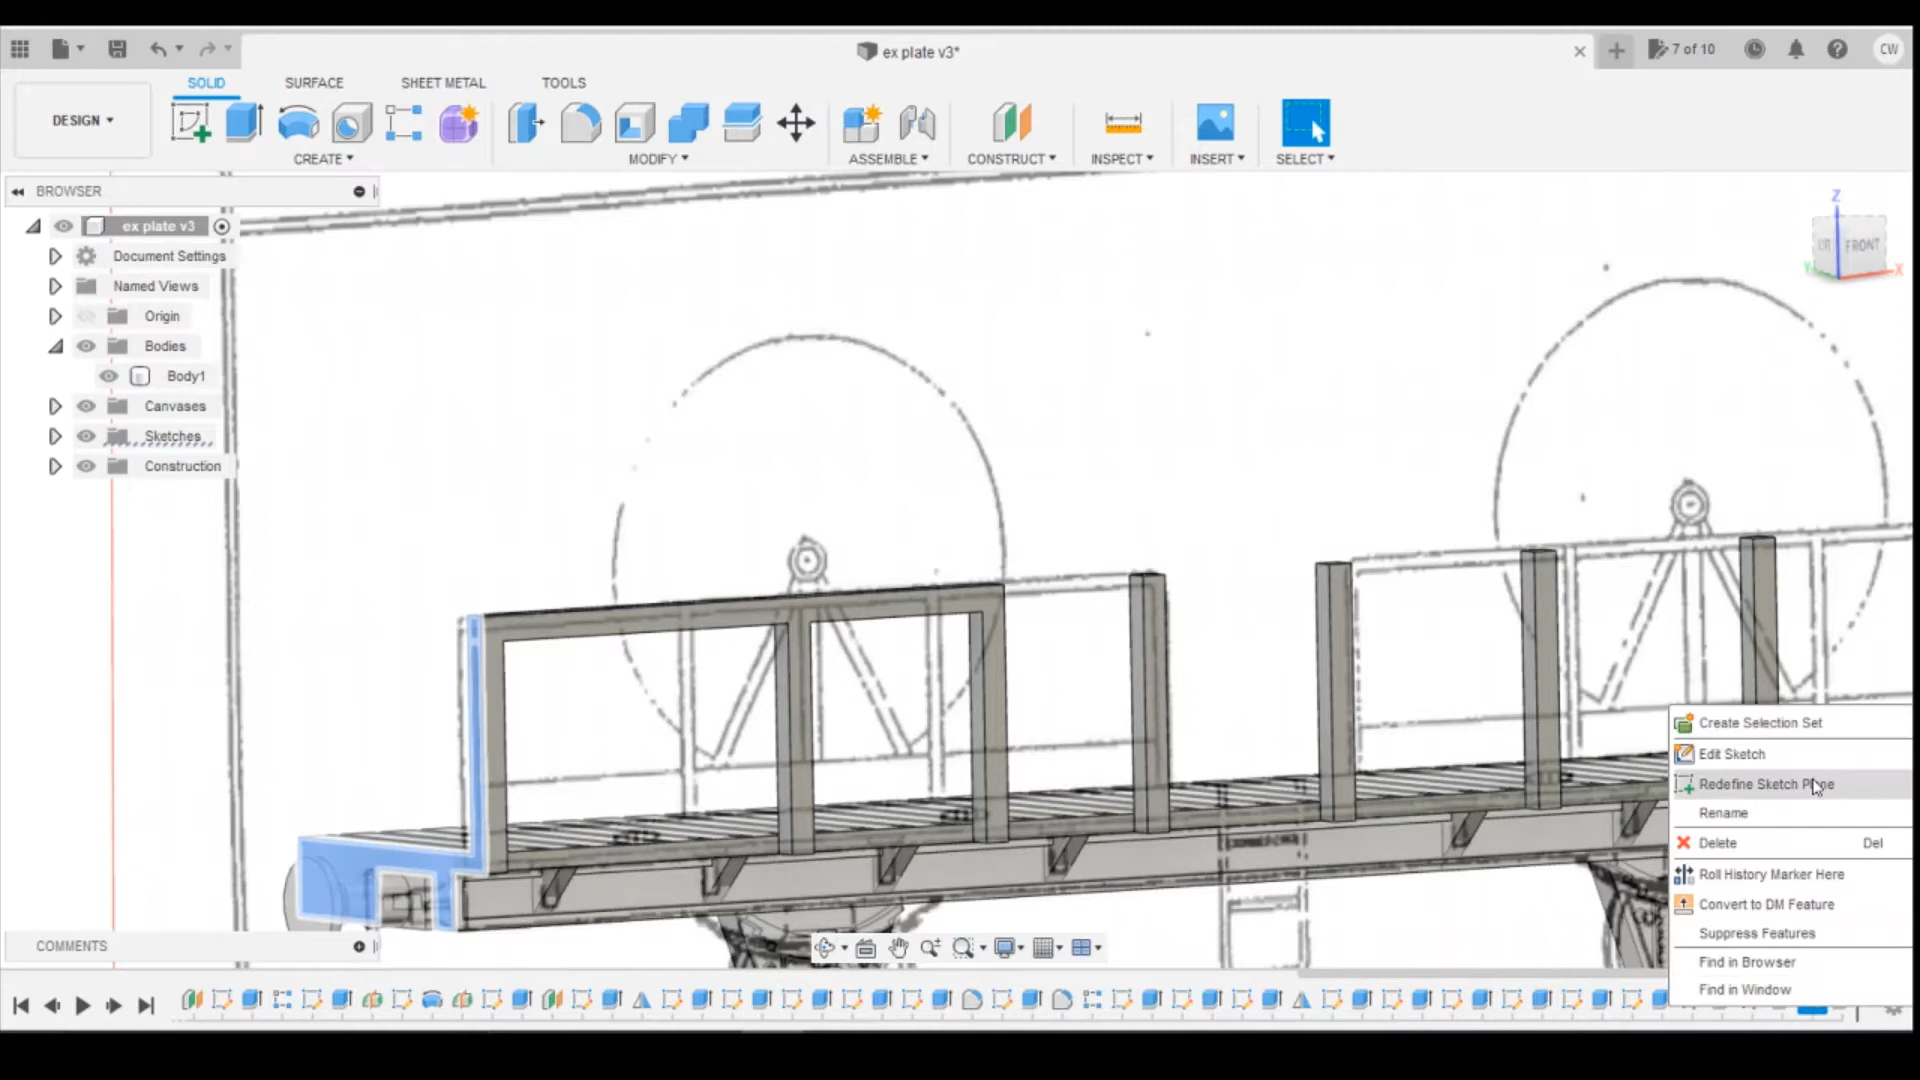 ex plate v3*
7 of 10
CW
SOLID
SURFACE
SHEET METAL
TOOLS
DESIGN
CREATE
MODIFY
ASSEMBLE
CONSTRUCT
INSPECT
INSERT
SELECT
BROWSER
ex plate v3
Document Settings
Named Views
Origin
Bodies
Body1
Canvases
Sketches
Construction
Z
FRONT
X
Create Selection Set
Edit Sketch
Redefine Sketch Plane
Rename
Delete Del
Roll History Marker Here
Convert to DM Feature
Suppress Features
Find in Browser
Find in Window
COMMENTS